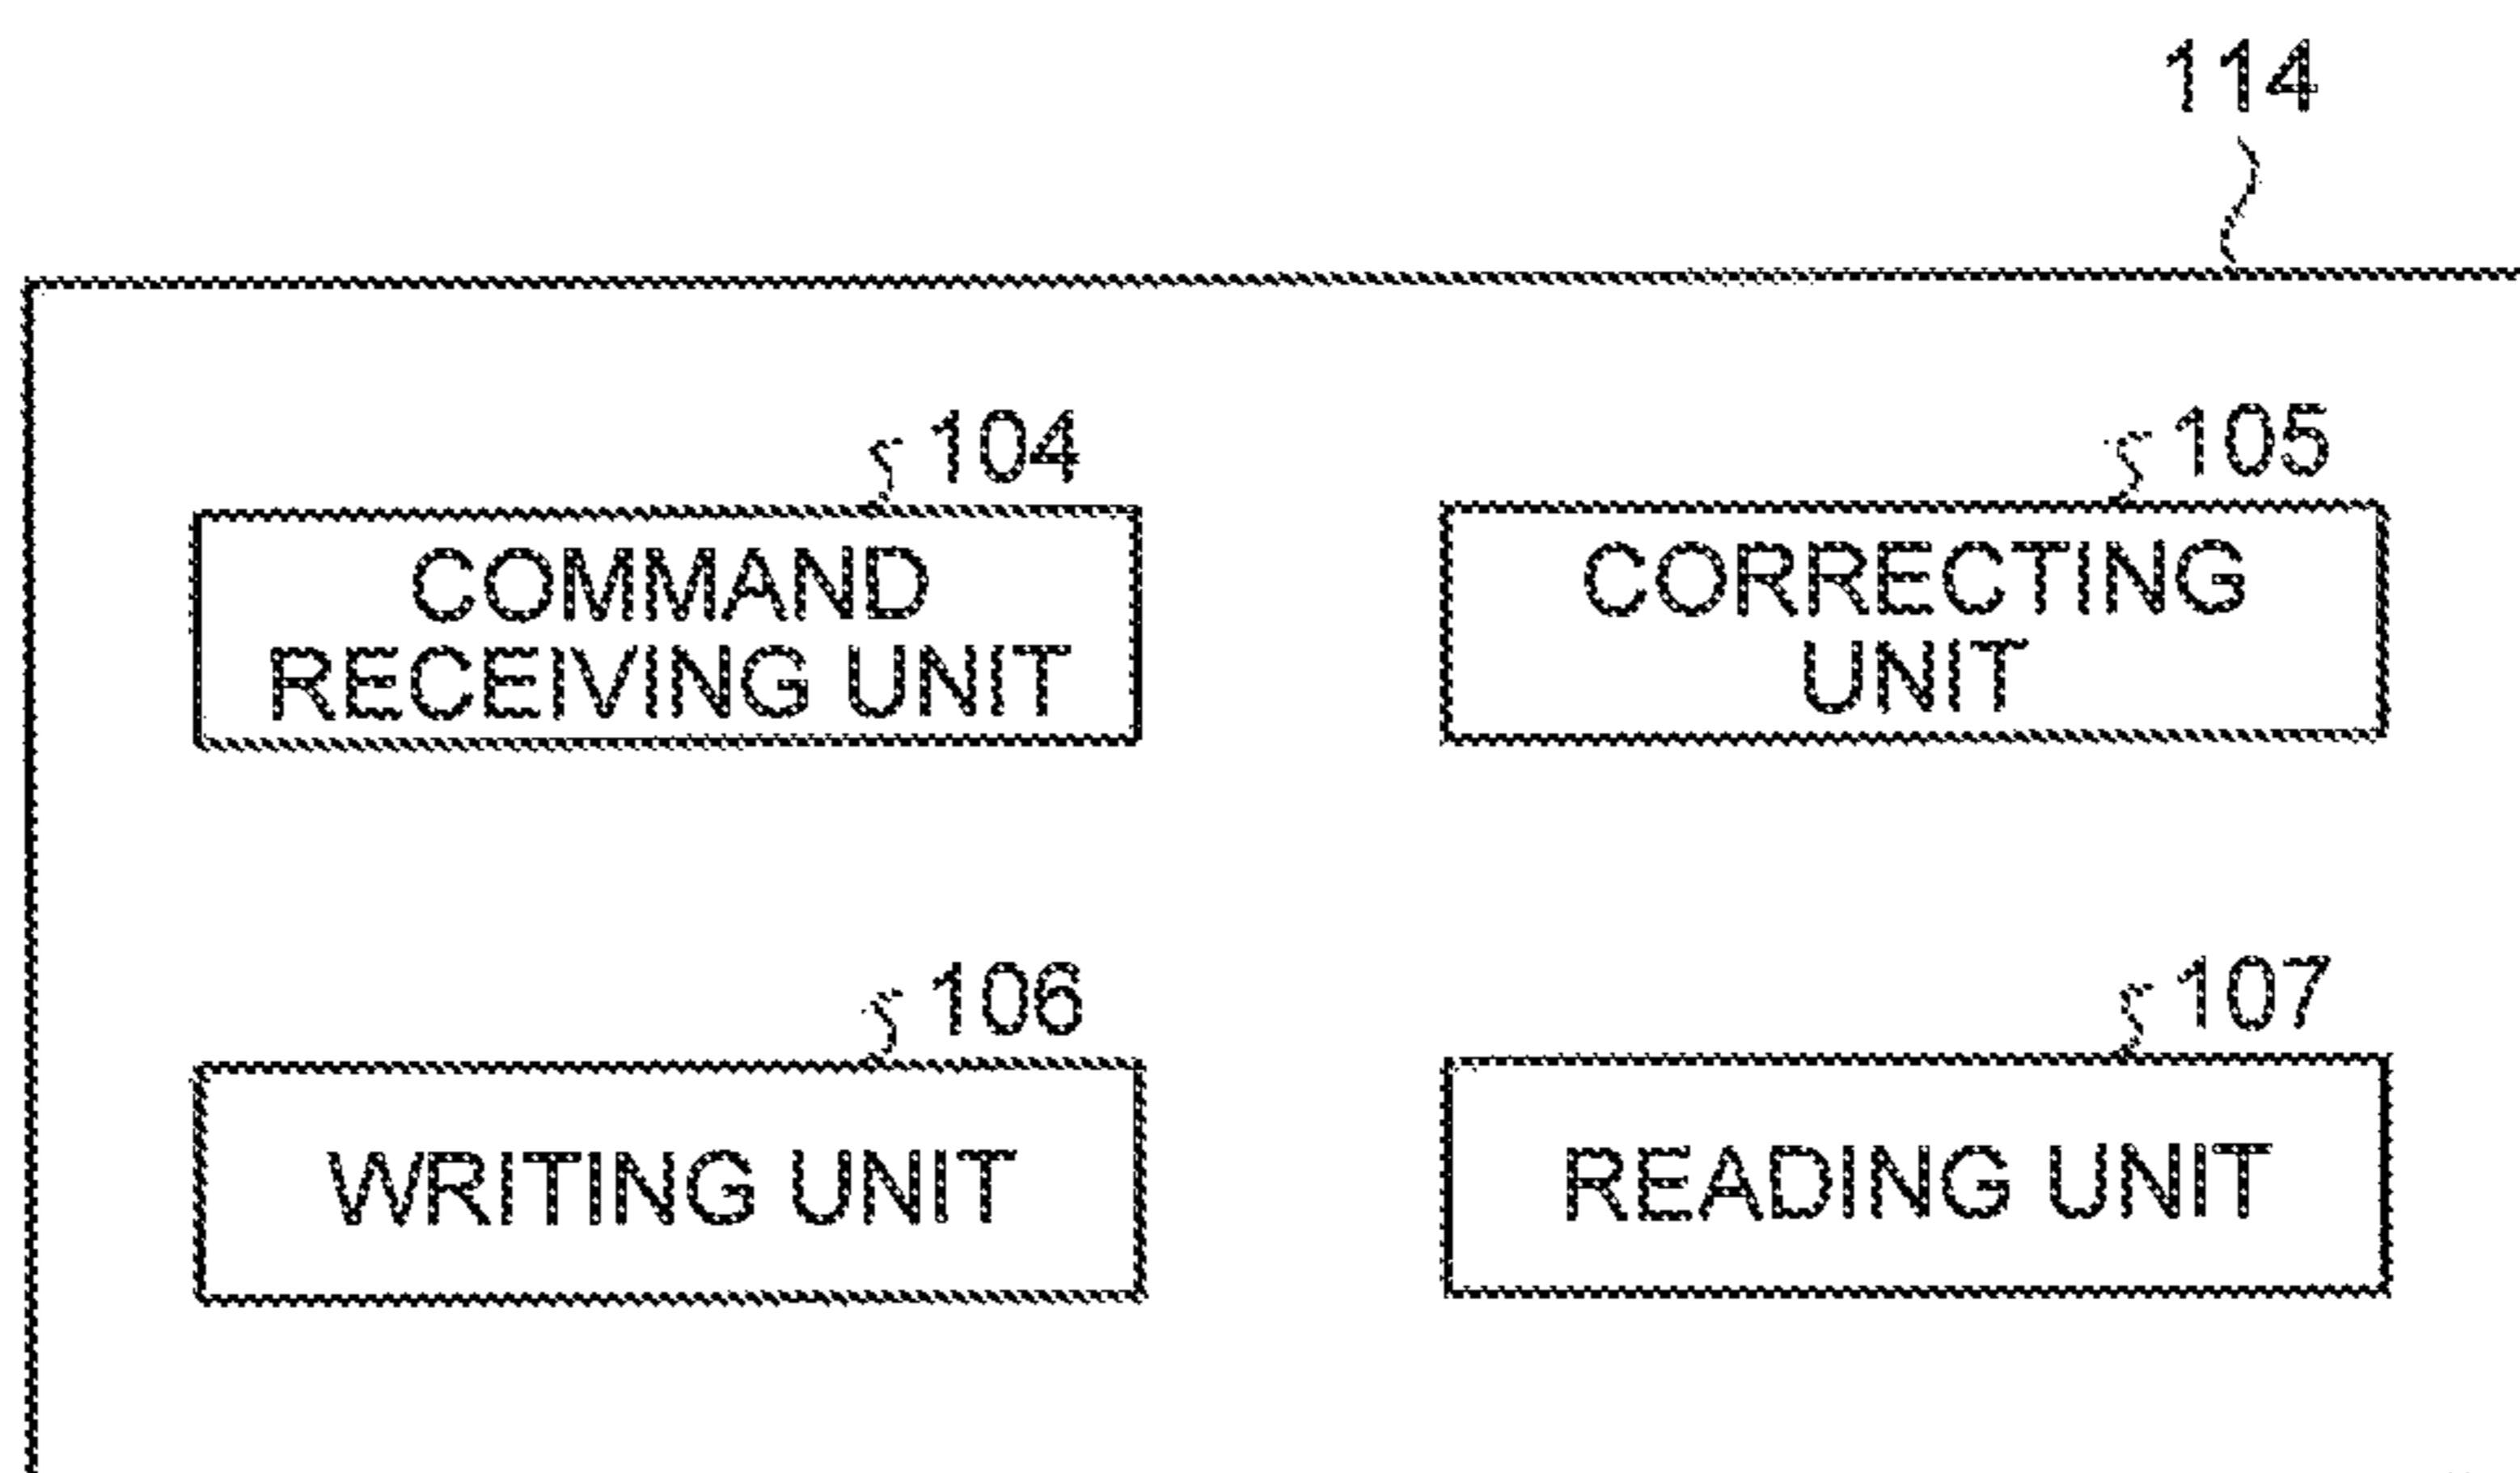 114
104
105
COMMAND
RECEIVING UNIT
CORRECTING
UNIT
106
107
WRITING UNIT
READING UNIT